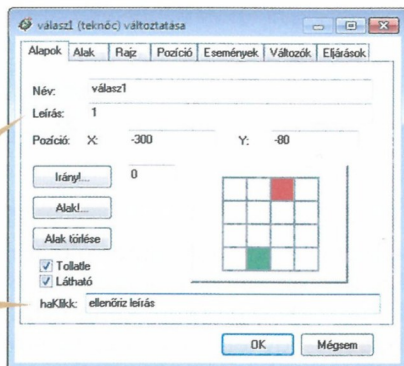 válasz1 (teknőc) változtatása
Alapok Alak Rajz Pozíció Események Változók Eljárások
Név: válasz1
Leírás: 1
Pozíció: X: -300 Y: -80
Irány!... 0
Alak!...
Alak törlése
Tollatle
Látható
haKlikk: ellenőriz leírás
OK Mégsem